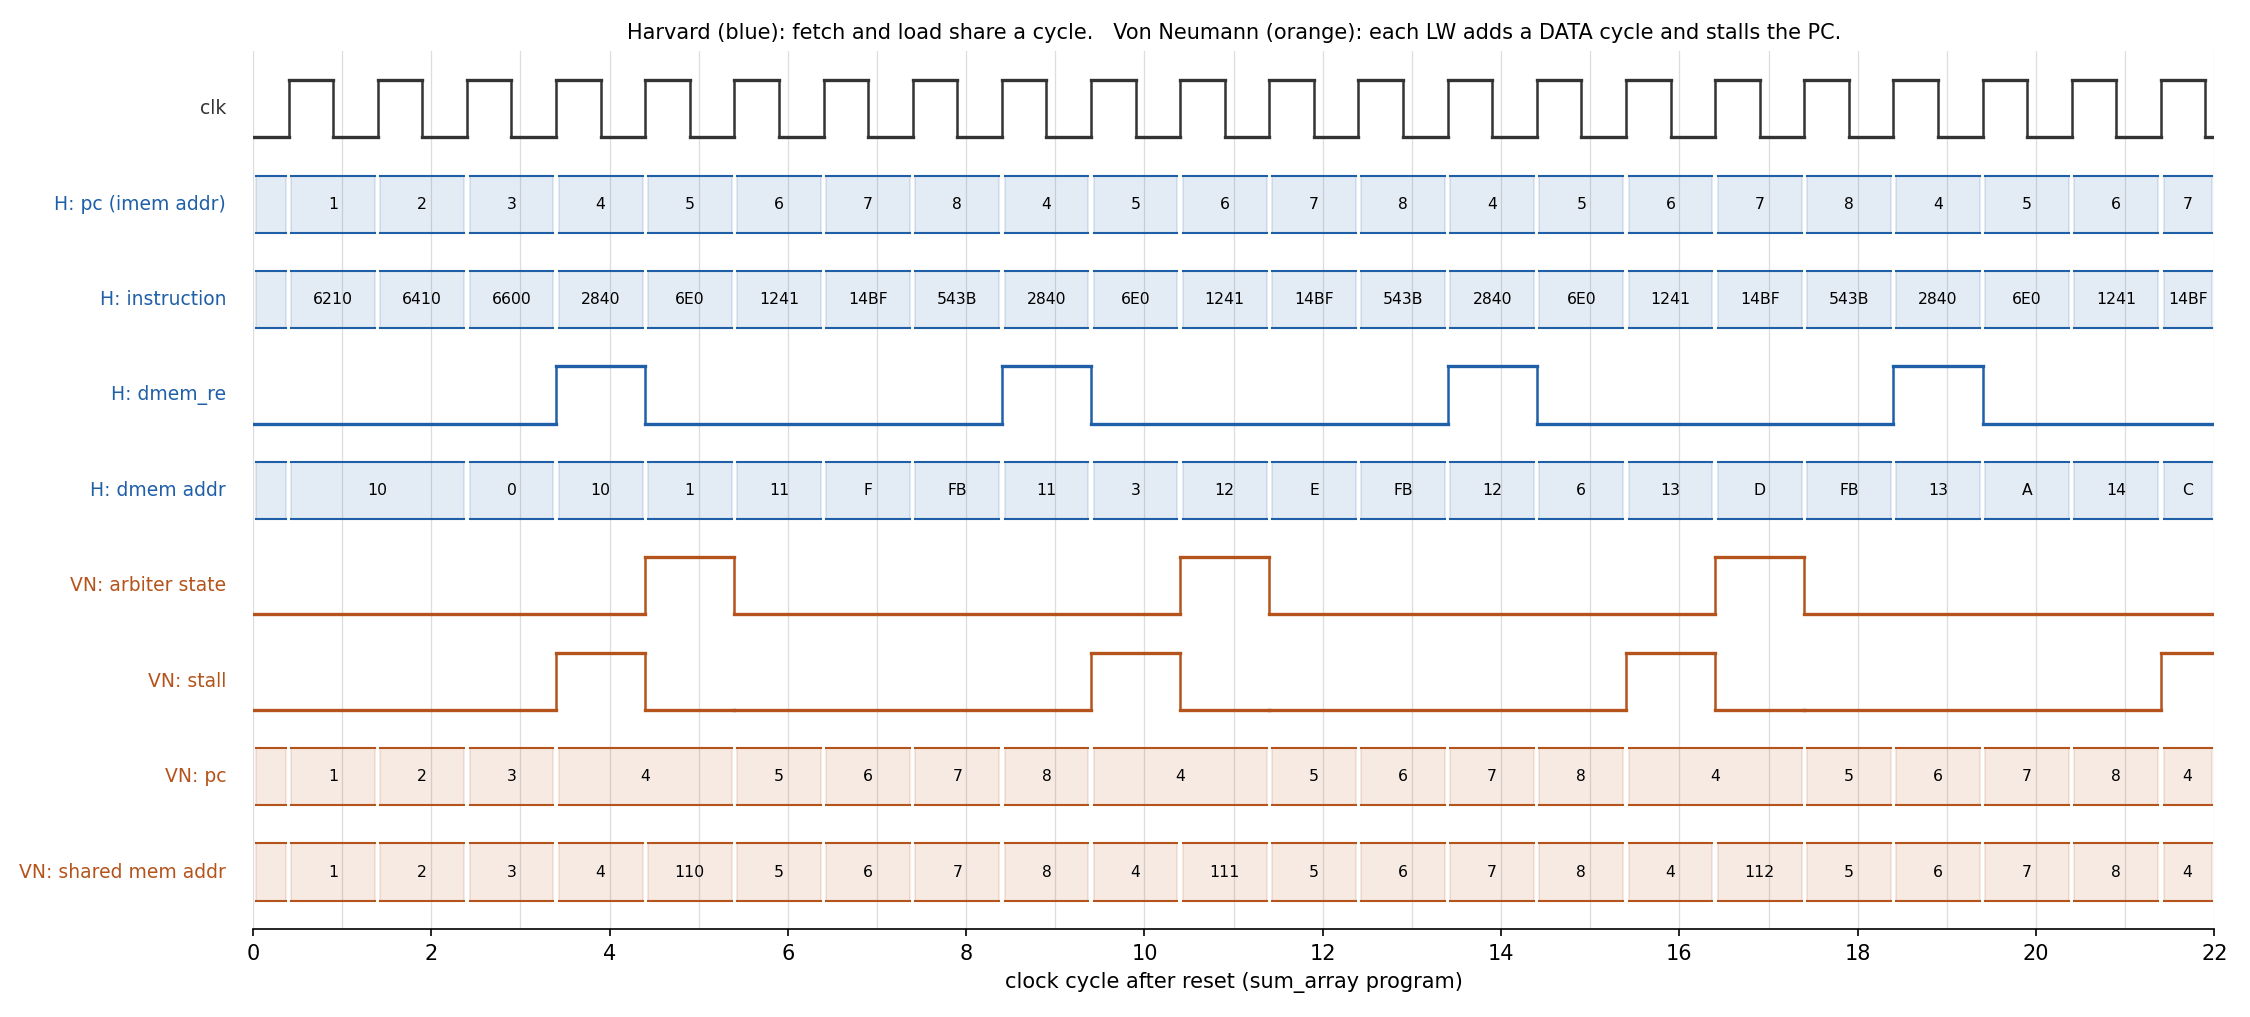 Harvard (blue): fetch and load share a cycle.   Von Neumann (orange): each LW adds a DATA cycle and stalls the PC.
clk
H: pc (imem addr) 1 2 3 4 5 6 7 8 4 5 6 7 8 4 5 6 7 8 4 5 6 7
H: instruction 6210 6410 6600 2840 6E0 1241 14BF 543B 2840 6E0 1241 14BF 543B 2840 6E0 1241 14BF 543B 2840 6E0 1241 14BF
H: dmem_re
H: dmem addr 10 0 10 1 11 F FB 11 3 12 E FB 12 6 13 D FB 13 A 14 C
VN: arbiter state
VN: stall
VN: pc 1 2 3 4 5 6 7 8 4 5 6 7 8 4 5 6 7 8 4
VN: shared mem addr 1 2 3 4 110 5 6 7 8 4 111 5 6 7 8 4 112 5 6 7 8 4
0 2 4 6 8 10 12 14 16 18 20 22
clock cycle after reset (sum_array program)